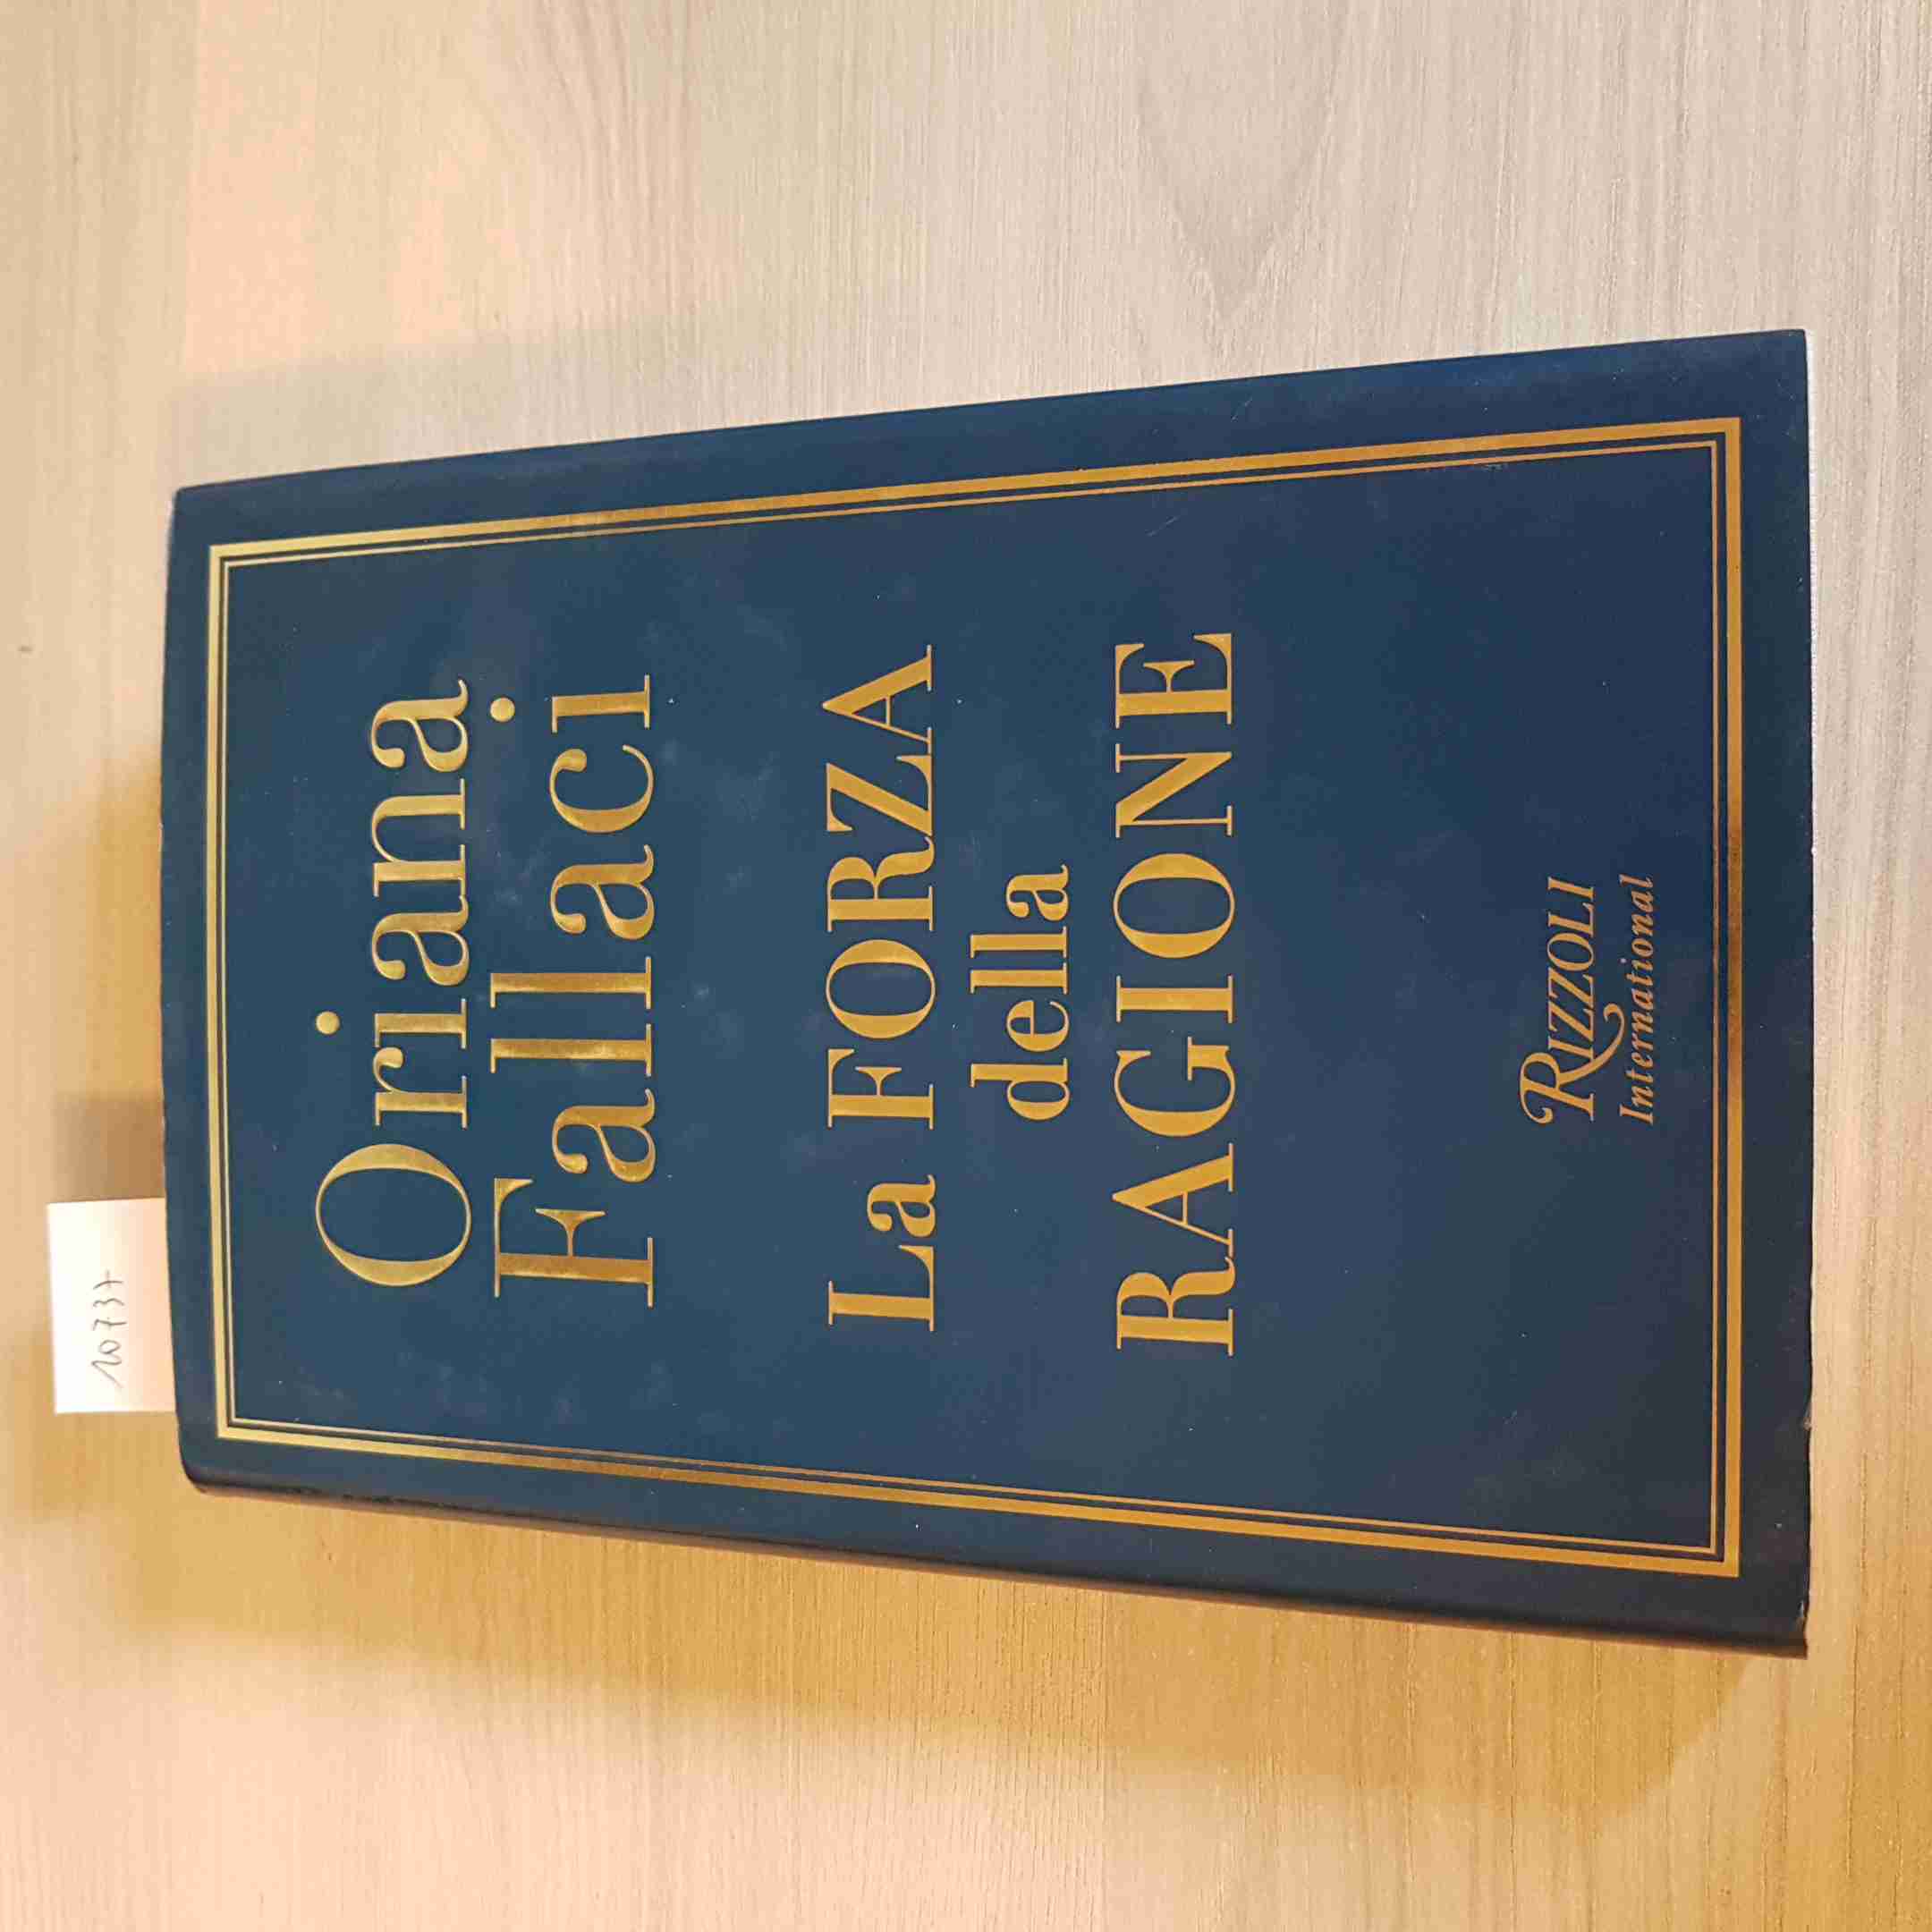 10737
Oriana
Fallaci
La FORZA
della
RAGIONE
RIZZOLI
International